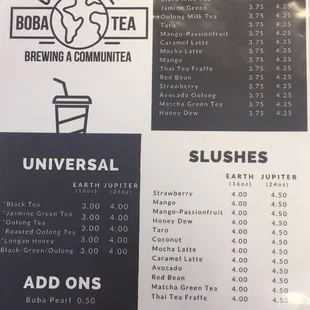 BOBA TEA
BREWING A COMMUNITEA
Jamine Green 3.75 4.25
*Oolong Milk Tea 3.75 4.25
Taro 3.75 4.25
Mango-Passionfruit 3.75 4.25
Caramel Latte 3.75 4.25
Mocha Latte 3.75 4.25
Mango 3.75 4.25
Thai Tea Fraffe 3.75 4.25
Red Bean 3.75 4.25
Strawberry 3.75 4.25
Avocado Oolong 3.75 4.25
Matcha Green Tea 3.75 4.25
Honey Dew 3.75 4.25
UNIVERSAL
EARTH JUPITER
(16oz) (24oz)
*Black Tea 3.00 4.00
*Jasmine Green Tea 3.00 4.00
*Oolong Tea 3.00 4.00
*Roasted Oolong Tea 3.00 4.00
*Longan Honey 3.00 4.00
Black/Green/Oolong) 3.00 4.00
ADD ONS
Boba Pearl 0.50
SLUSHES
EARTH JUPITER
(16oz) (24oz)
Strawberry 4.00 4.50
Mango 4.00 4.50
Mango-Passionfruit 4.00 4.50
Honey Dew 4.00 4.50
Taro 4.00 4.50
Coconut 4.00 4.50
Mocha Latte 4.00 4.50
Caramel Latte 4.00 4.50
Avocado 4.00 4.50
Red Bean 4.00 4.50
Matcha Green Tea 4.00 4.50
Thai Tea Fraffe 4.00 4.50